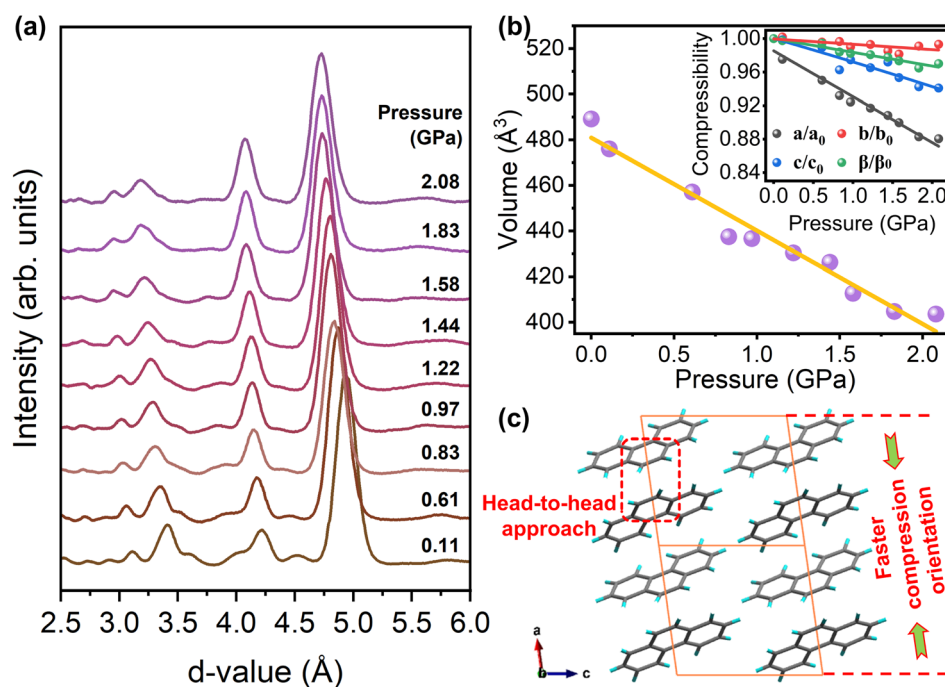 (a)
Intensity (arb. units)
Pressure
(GPa)
2.08
1.83
1.58
1.44
1.22
0.97
0.83
0.61
0.11
2.5 3.0 3.5 4.0 4.5 5.0 5.5 6.0
d-value (Å)
(b)
Volume (Å³)
520
500
480
460
440
420
400
0.0 0.5 1.0 1.5 2.0
Pressure (GPa)
Compressibility
1.00
0.96
0.92
0.88
0.84
a/a₀ b/b₀
c/c₀ β/β₀
0.0 0.5 1.0 1.5 2.0
Pressure (GPa)
(c)
Head-to-head
approach
Faster
compression
orientation
a
b c